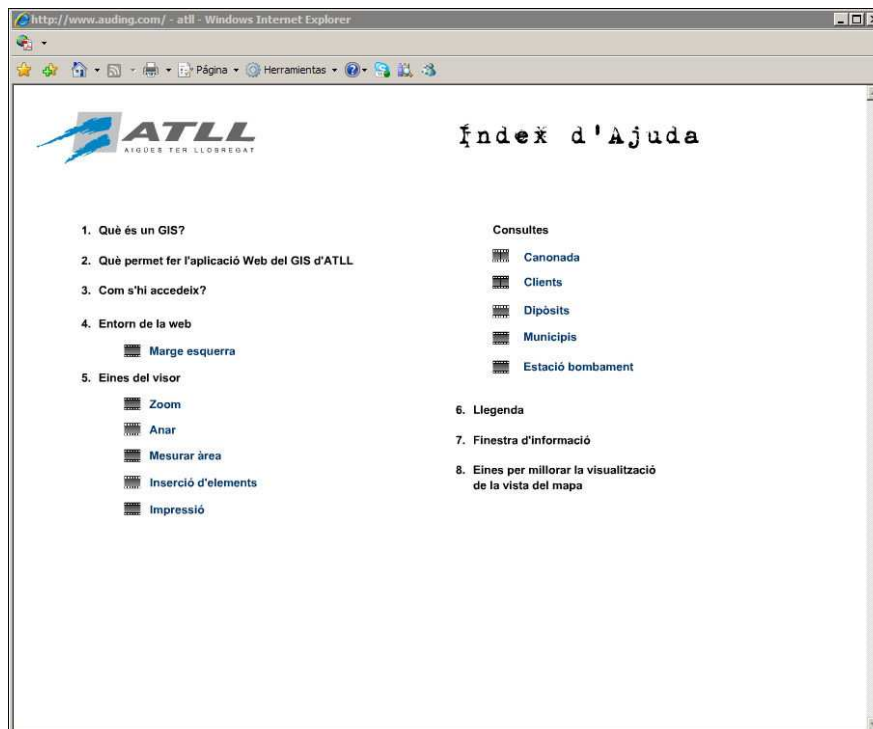 http://www.auding.com/ - atll - Windows Internet Explorer
Página
Herramientas
ATLL
AIGÜES TER LLOBREGAT
Índex d'Ajuda
1. Què és un GIS?
2. Què permet fer l'aplicació Web del GIS d'ATLL
3. Com s'hi accedeix?
4. Entorn de la web
Marge esquerra
5. Eines del visor
Zoom
Anar
Mesurar àrea
Inserció d'elements
Impressió
Consultes
Canonada
Clients
Dipòsits
Municipis
Estació bombament
6. Llegenda
7. Finestra d'informació
8. Eines per millorar la visualització
de la vista del mapa